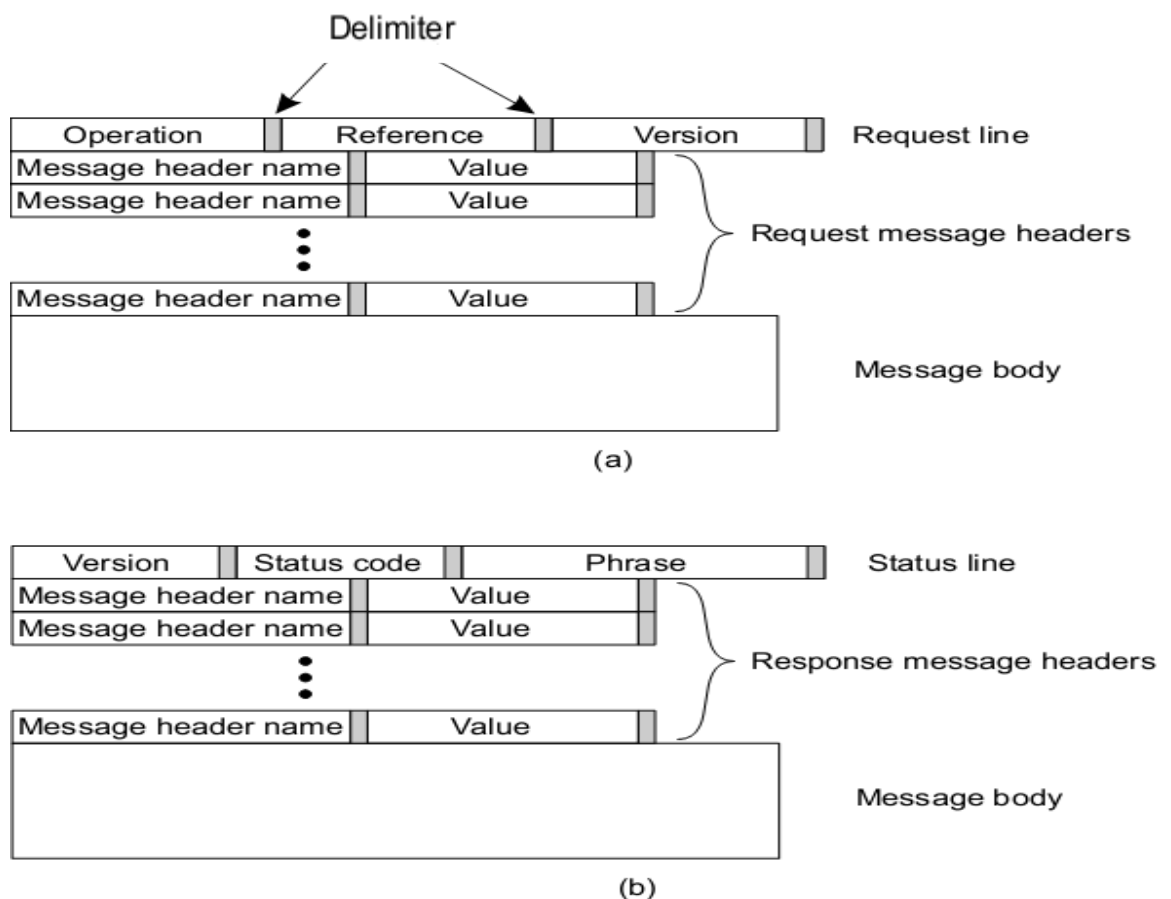 Delimiter
Operation Reference Version Request line
Message header name Value
Message header name Value
Request message headers
Message header name Value
Message body
(a)
Version Status code Phrase Status line
Message header name Value
Message header name Value
Response message headers
Message header name Value
Message body
(b)